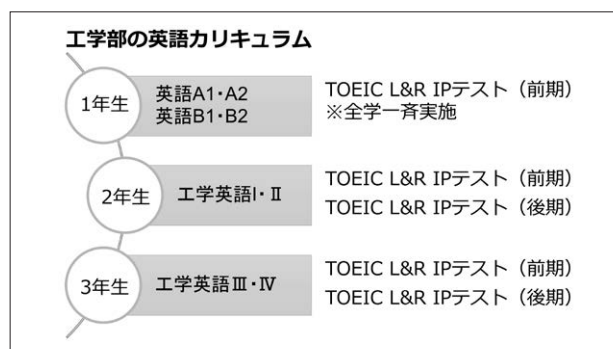 工学部の英語カリキュラム
1年生
英語A1・A2
英語B1・B2
TOEIC L&R IPテスト（前期）
※全学一斉実施
2年生
工学英語Ⅰ・Ⅱ
TOEIC L&R IPテスト（前期）
TOEIC L&R IPテスト（後期）
3年生
工学英語Ⅲ・Ⅳ
TOEIC L&R IPテスト（前期）
TOEIC L&R IPテスト（後期）